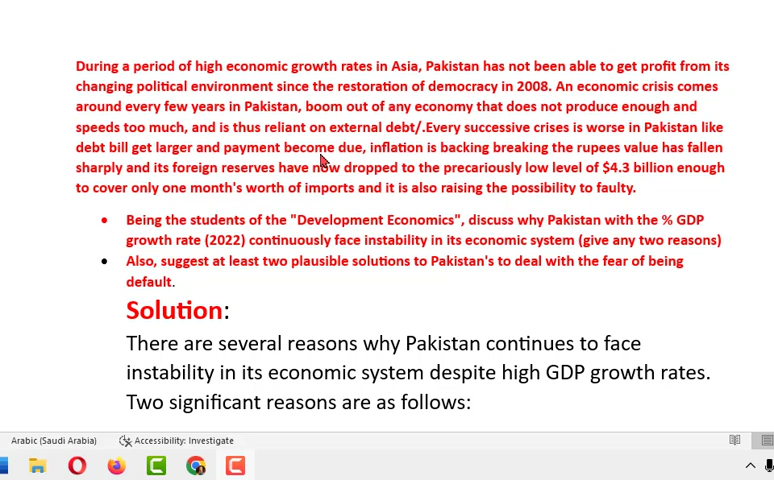 During a period of high economic growth rates in Asia, Pakistan has not been able to get profit from its
changing political environment since the restoration of democracy in 2008. An economic crisis comes
around every few years in Pakistan, boom out of any economy that does not produce enough and
speeds too much, and is thus reliant on external debt/.Every successive crises is worse in Pakistan like
debt bill get larger and payment become due, inflation is backing breaking the rupees value has fallen
sharply and its foreign reserves have now dropped to the precariously low level of $4.3 billion enough
to cover only one month's worth of imports and it is also raising the possibility to faulty.
• Being the students of the "Development Economics", discuss why Pakistan with the % GDP
growth rate (2022) continuously face instability in its economic system (give any two reasons)
• Also, suggest at least two plausible solutions to Pakistan's to deal with the fear of being
default.
Solution:
There are several reasons why Pakistan continues to face
instability in its economic system despite high GDP growth rates.
Two significant reasons are as follows:
Arabic (Saudi Arabia) Accessibility: Investigate